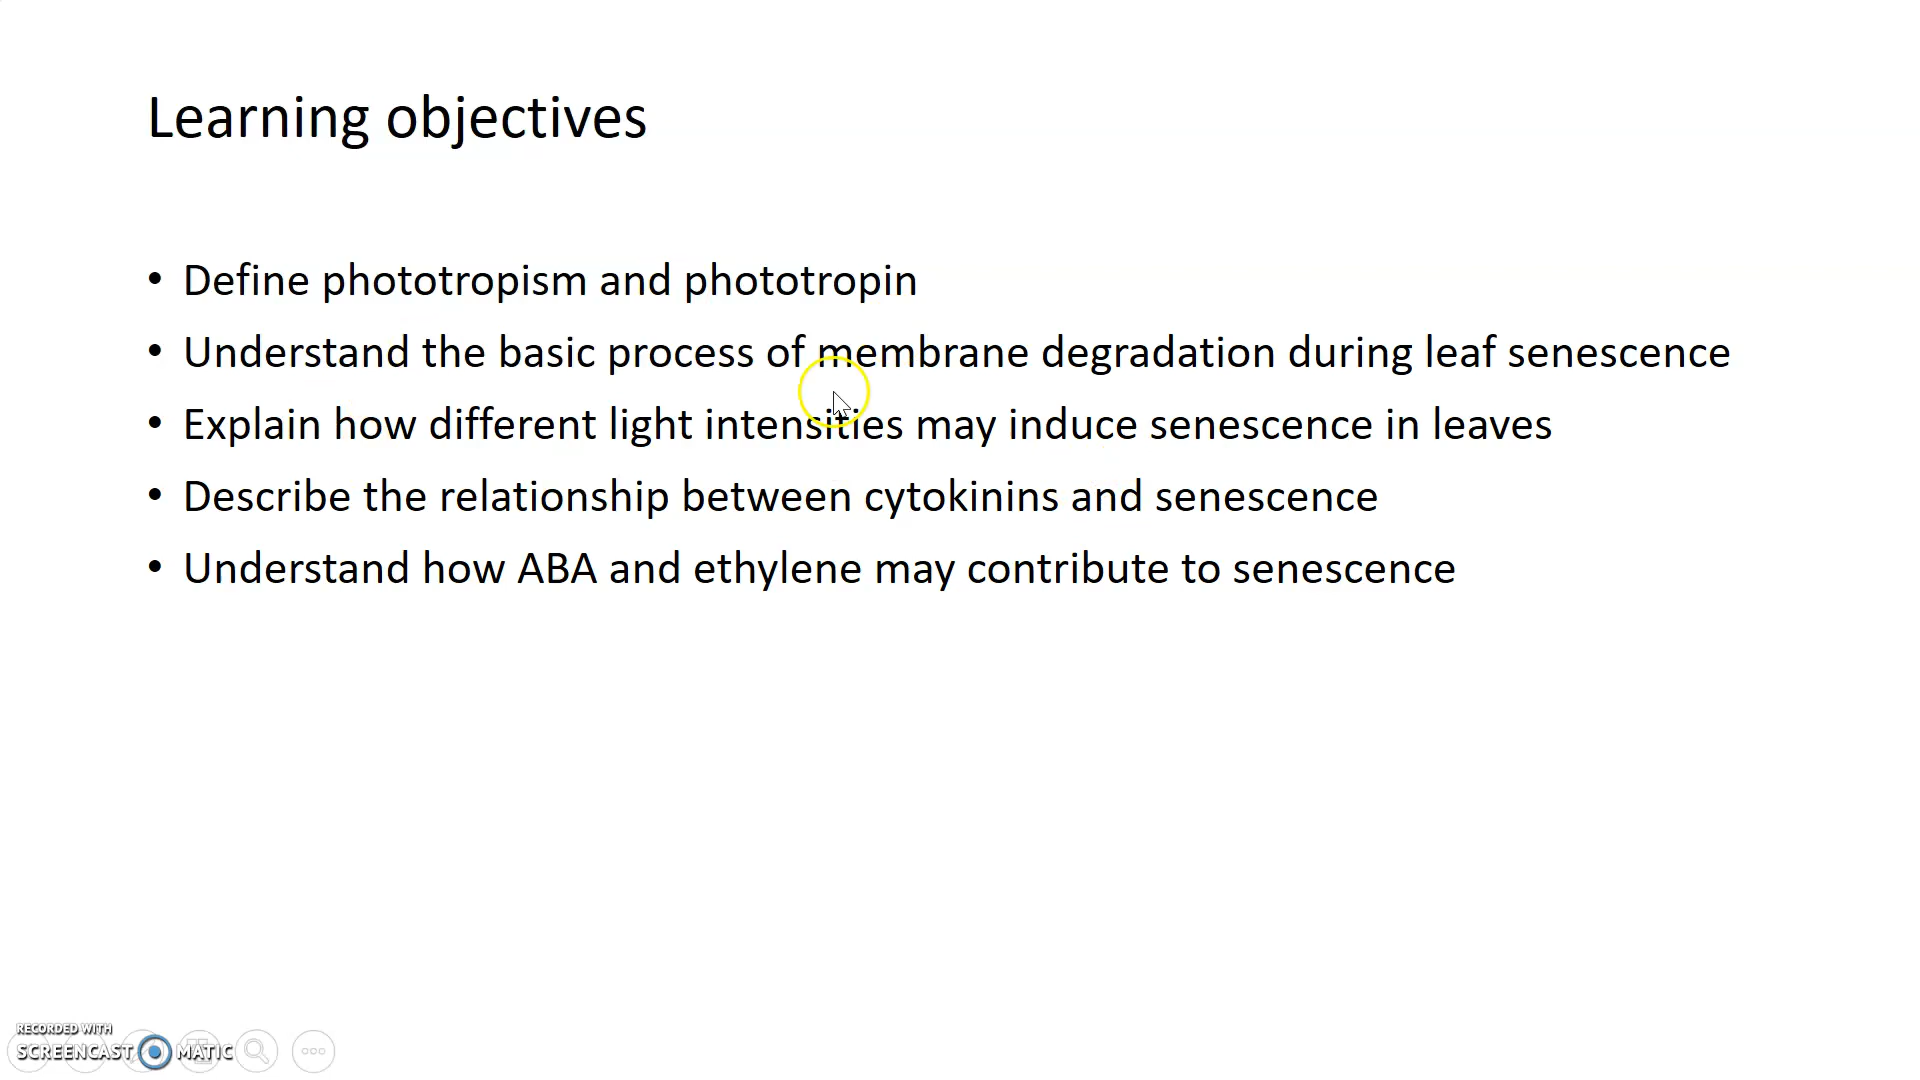 Learning objectives
• Define phototropism and phototropin
• Understand the basic process of membrane degradation during leaf senescence
• Explain how different light intensities may induce senescence in leaves
• Describe the relationship between cytokinins and senescence
• Understand how ABA and ethylene may contribute to senescence
RECORDED WITH
SCREENCAST MATIC